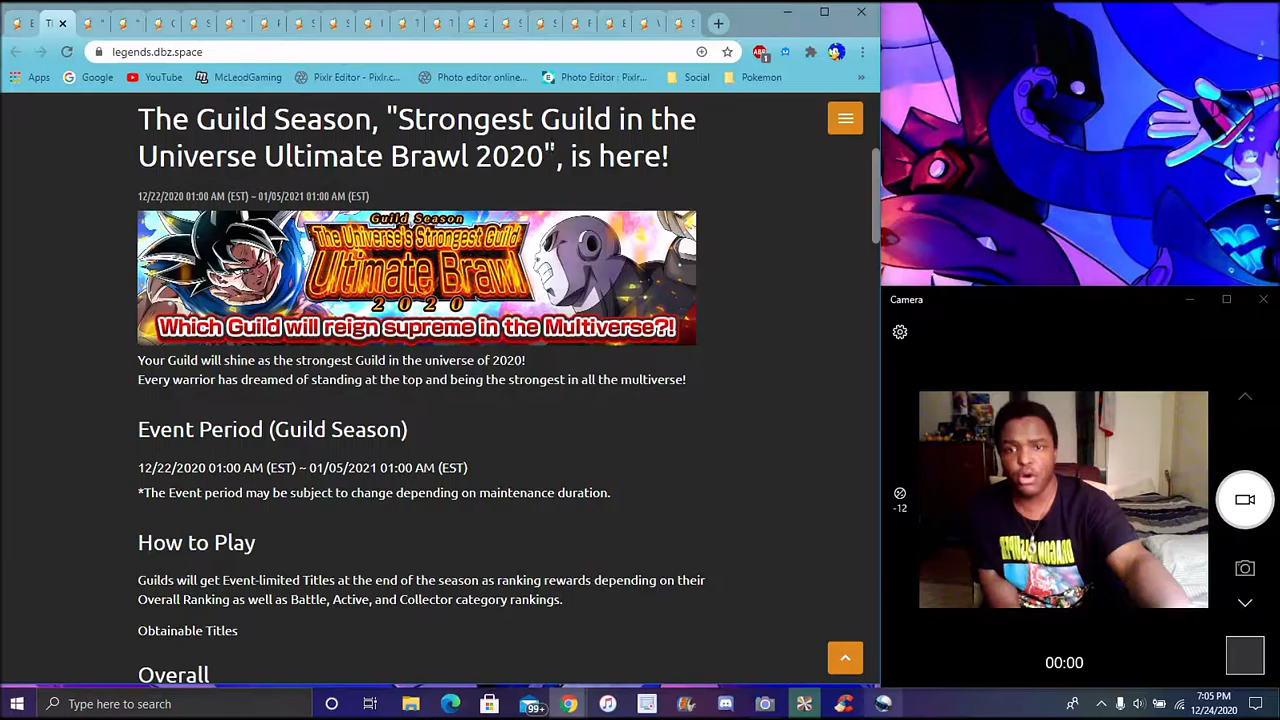 legends.dbz.space
Apps
Google
YouTube
McLeodGaming
Pixlr Editor - Pixlr.c...
Photo editor online...
Photo Editor : Pixlr...
Social
Pokemon
»
The Guild Season, "Strongest Guild in the
Universe Ultimate Brawl 2020", is here!
12/22/2020 01:00 AM (EST) ~ 01/05/2021 01:00 AM (EST)
Guild Season
The Universe's Strongest Guild
Ultimate Brawl
2020
Which Guild will reign supreme in the Multiverse?!
Your Guild will shine as the strongest Guild in the universe of 2020!
Every warrior has dreamed of standing at the top and being the strongest in all the multiverse!
Event Period (Guild Season)
12/22/2020 01:00 AM (EST) ~ 01/05/2021 01:00 AM (EST)
*The Event period may be subject to change depending on maintenance duration.
How to Play
Guilds will get Event-limited Titles at the end of the season as ranking rewards depending on their
Overall Ranking as well as Battle, Active, and Collector category rankings.
Obtainable Titles
Overall
Camera
-12
00:00
Type here to search
99+
7:05 PM
12/24/2020